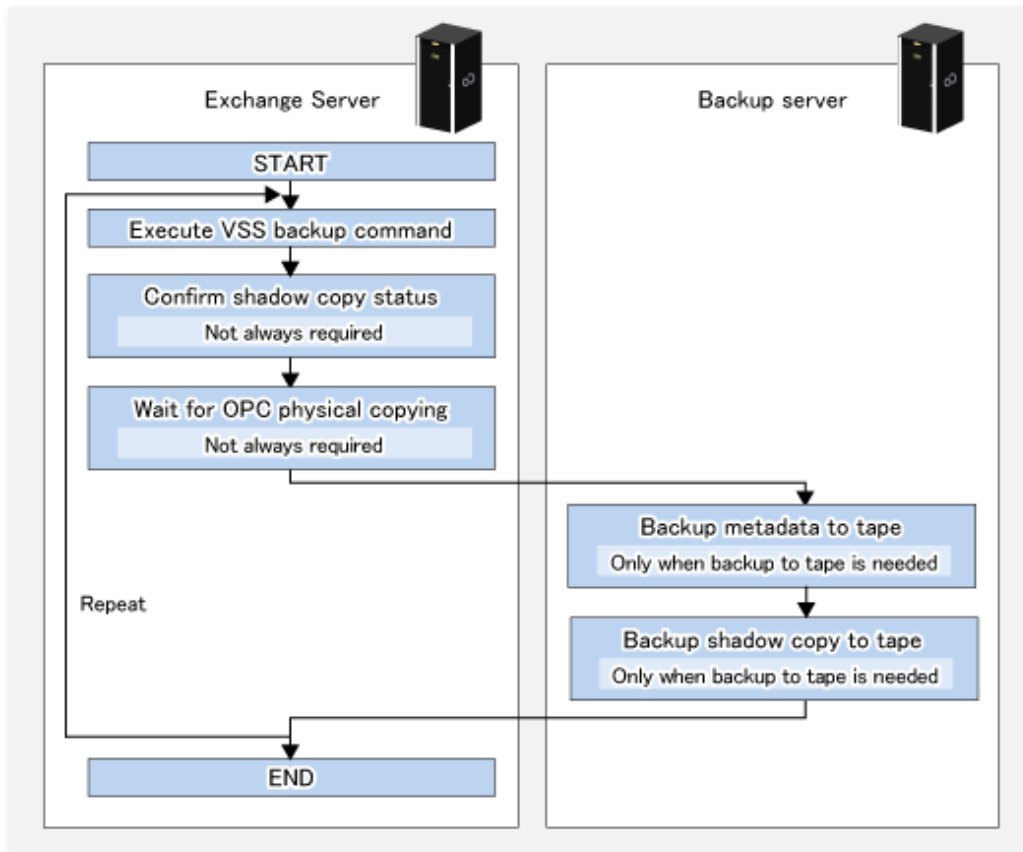 Exchange Server
Backup server
START
Execute VSS backup command
Confirm shadow copy status
Not always required
Wait for OPC physical copying
Not always required
Backup metadata to tape
Only when backup to tape is needed
Repeat
Backup shadow copy to tape
Only when backup to tape is needed
END